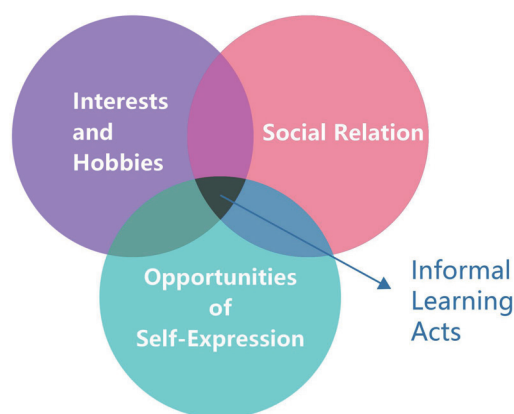 Interests
and
Hobbies
Social Relation
Opportunities
of
Self-Expression
Informal
Learning
Acts